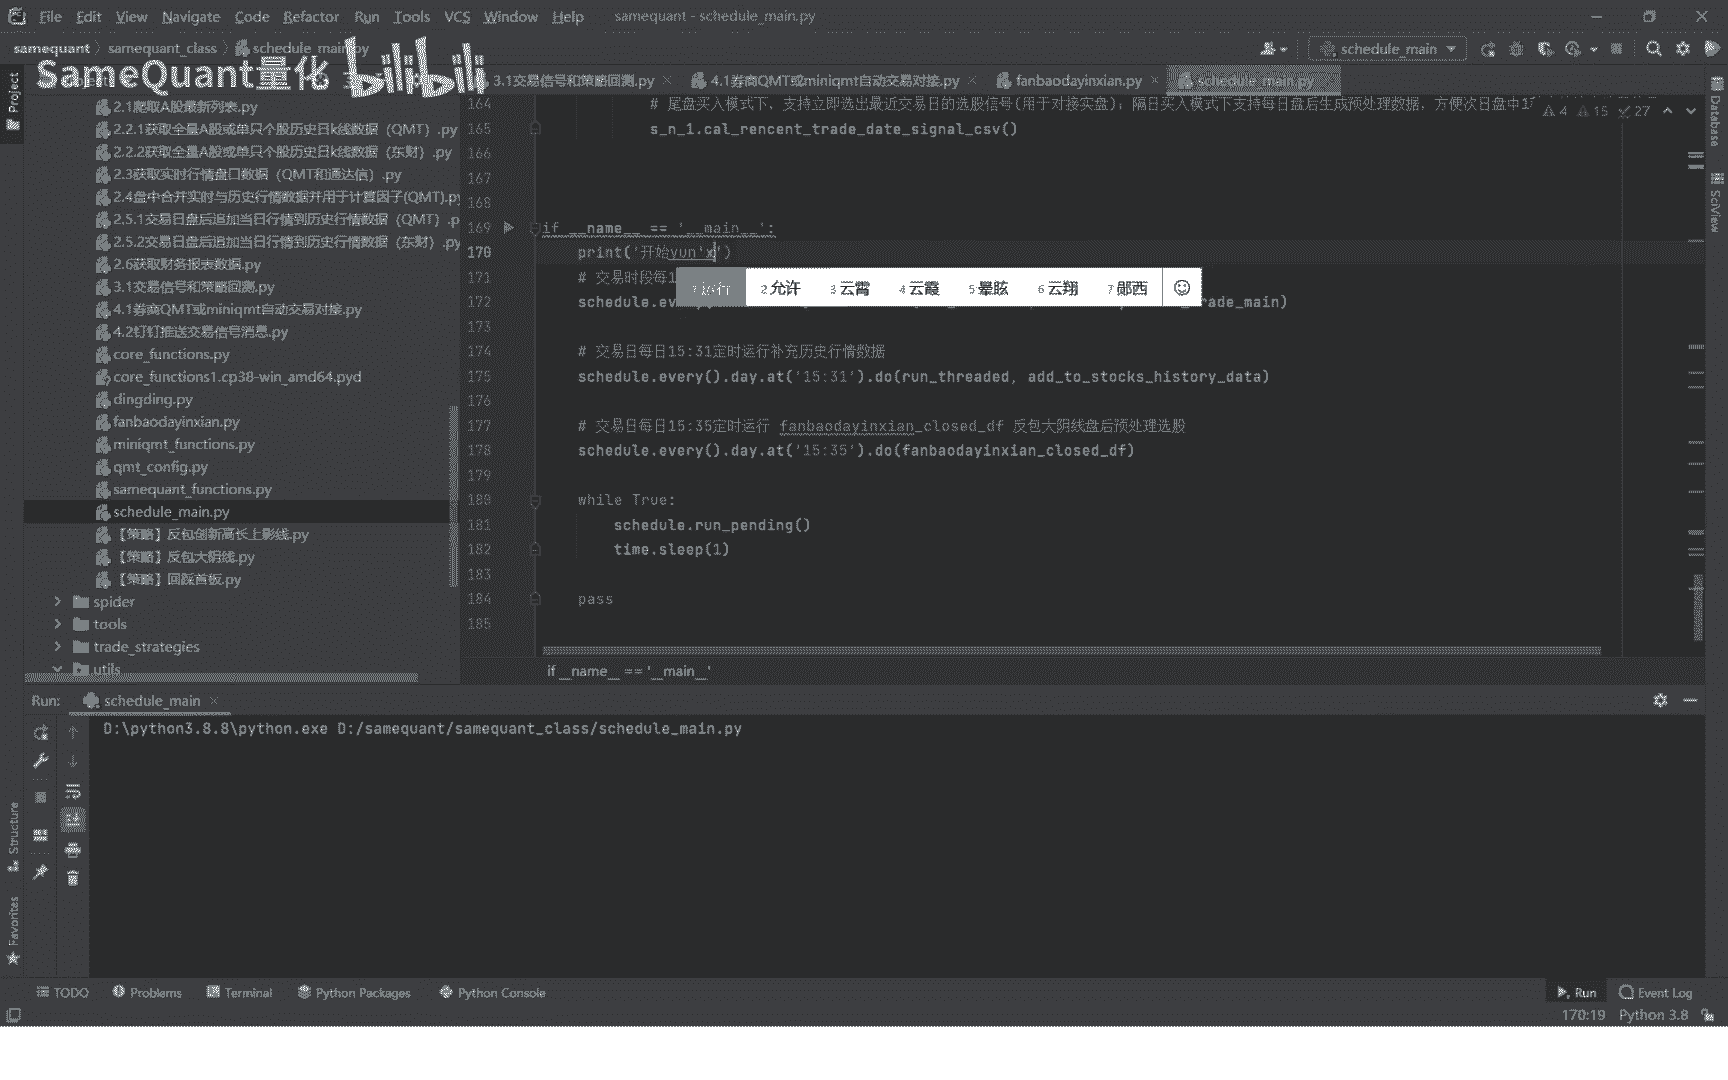 File Edit View Navigate Code Refactor Run Tools VCS Window Help samequant - schedule_main.py
samequant samequant_class schedule_main.py
schedule_main
SameQuant量化 bilibili
3.1交易信号和策略回测.py 4.1券商QMT或miniqmt自动交易对接.py fanbaodayinxian.py schedule_main.py
Project
2.1爬取A股最新列表.py
2.2.1获取全量A股或单只个股历史日k线数据（QMT）.py
2.2.2获取全量A股或单只个股历史日k线数据（东财）.py
2.3获取实时行情盘口数据（QMT和通达信）.py
2.4盘中合并实时与历史行情数据并用于计算因子(QMT).py
2.5.1交易日盘后追加当日行情到历史行情数据（QMT）.p
2.5.2交易日盘后追加当日行情到历史行情数据（东财）.py
2.6获取财务报表数据.py
3.1交易信号和策略回测.py
4.1券商QMT或miniqmt自动交易对接.py
4.2钉钉推送交易信号消息.py
core_functions.py
core_functions1.cp38-win_amd64.pyd
dingding.py
fanbaodayinxian.py
miniqmt_functions.py
qmt_config.py
samequant_functions.py
schedule_main.py
【策略】反包创新高长上影线.py
【策略】反包大阴线.py
【策略】回踩首板.py
spider
tools
trade_strategies
utils
164 # 尾盘买入模式下，支持立即选出最近交易日的选股信号(用于对接实盘)；隔日买入模式下支持每日盘后生成预处理数据，方便次日盘中
4 15 27
165 s_n_1.cal_rencent_trade_date_signal_csv()
166
167
168
169 if __name__ == '__main__':
170 print('开始yun'x')
171 # 交易时段每1
1 运行 2 允许 3 云霄 4 云霞 5 晕眩 6 云翔 7 郧西
172 schedule.eve rade_main)
173
174 # 交易日每日15:31定时运行补充历史行情数据
175 schedule.every().day.at('15:31').do(run_threaded, add_to_stocks_history_data)
176
177 # 交易日每日15:35定时运行 fanbaodayinxian_closed_df 反包大阴线盘后预处理选股
178 schedule.every().day.at('15:35').do(fanbaodayinxian_closed_df)
179
180 while True:
181 schedule.run_pending()
182 time.sleep(1)
183
184 pass
185
if __name__ == '__main__'
Database
SciView
Run: schedule_main
D:\python3.8.8\python.exe D:/samequant/samequant_class/schedule_main.py
Structure
Favorites
TODO Problems Terminal Python Packages Python Console Run Event Log
170:19 Python 3.8